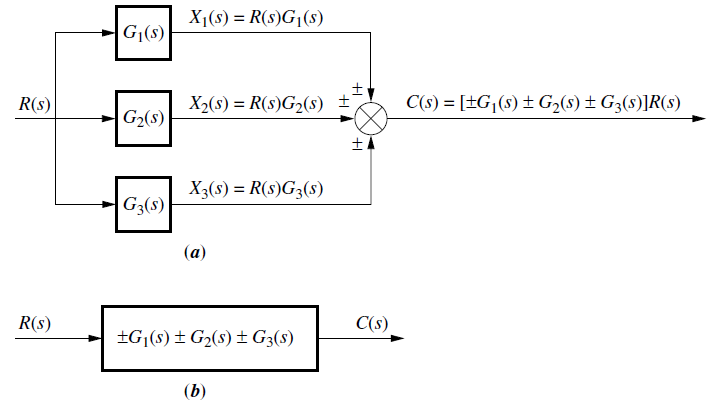 X₁(s) = R(s)G₁(s)
G₁(s)
±
R(s)
X₂(s) = R(s)G₂(s)
±
C(s) = [±G₁(s) ± G₂(s) ± G₃(s)]R(s)
G₂(s)
±
X₃(s) = R(s)G₃(s)
G₃(s)
(a)
R(s)
±G₁(s) ± G₂(s) ± G₃(s)
C(s)
(b)